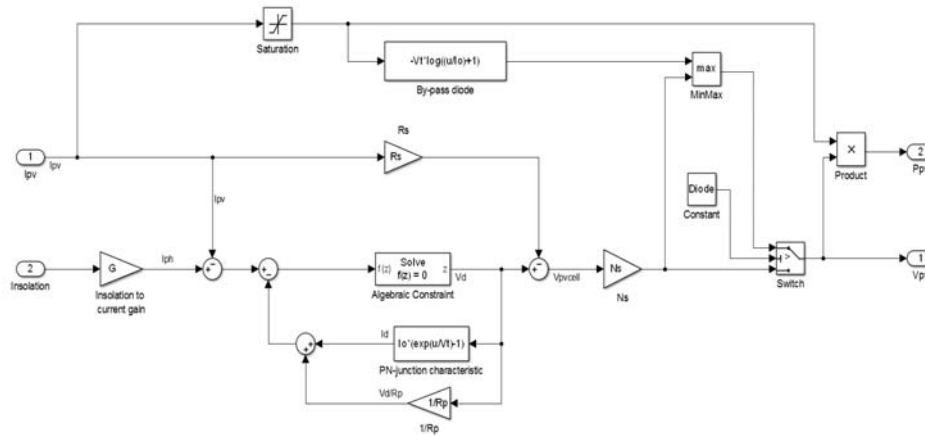 Saturation
-Vt*log((u/Io)+1)
By-pass diode
max
MinMax
Rs
1
Ipv
Ipv
Rs
×
Product
2
Ppv
Ipv
Diode
Constant
2
Insolation
G
Insolation to
current gain
Iph
f(z)
Solve
f(z) = 0
z
Algebraic Constraint
Vd
Vpvcell
Ns
Ns
>
Switch
1
Id
Io*(exp(u/Vt)-1)
PN-junction characteristic
Vd/Rp
1/Rp
1/Rp